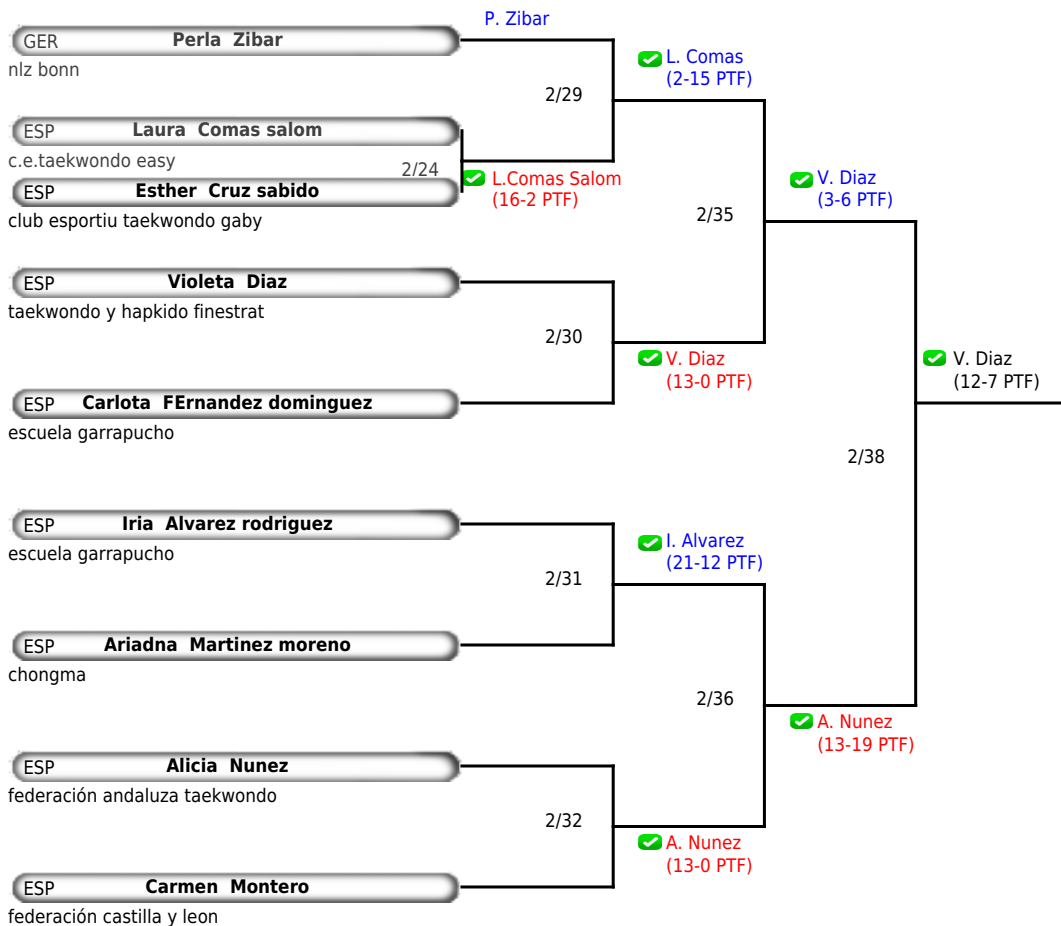 P. Zibar
GER Perla Zibar
nlz bonn
L. Comas
(2-15 PTF)
2/29
ESP Laura Comas salom
c.e.taekwondo easy
2/24
L.Comas Salom
(16-2 PTF)
ESP Esther Cruz sabido
club esportiu taekwondo gaby
V. Diaz
(3-6 PTF)
2/35
ESP Violeta Diaz
taekwondo y hapkido finestrat
2/30
V. Diaz
(13-0 PTF)
ESP Carlota FErnandez dominguez
escuela garrapucho
V. Diaz
(12-7 PTF)
2/38
ESP Iria Alvarez rodriguez
escuela garrapucho
I. Alvarez
(21-12 PTF)
2/31
ESP Ariadna Martinez moreno
chongma
2/36
A. Nunez
(13-19 PTF)
ESP Alicia Nunez
federación andaluza taekwondo
2/32
A. Nunez
(13-0 PTF)
ESP Carmen Montero
federación castilla y leon